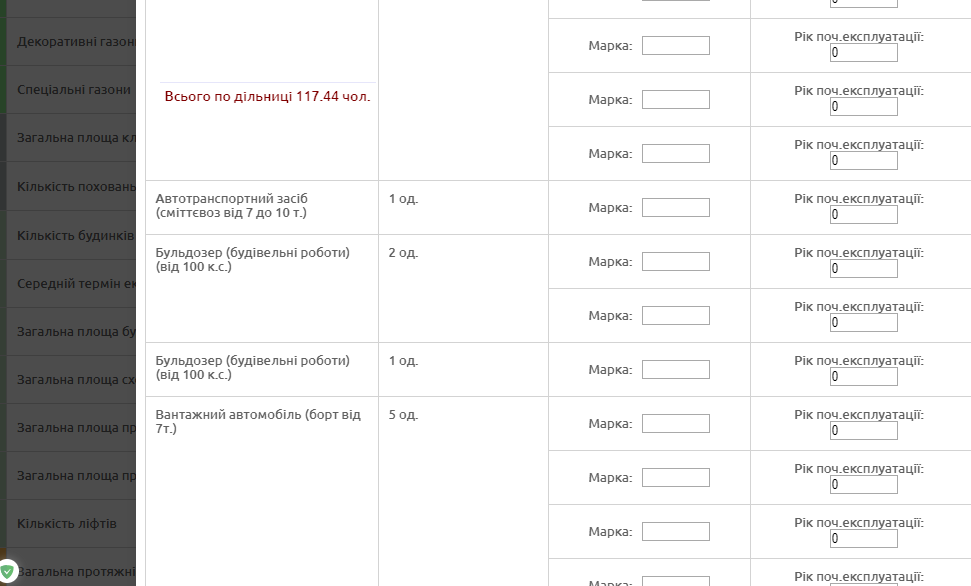 Декоративні газон
Спеціальні газони
Загальна площа кл
Кількість поховань
Кількість будинків
Середній термін ек
Загальна площа бу
Загальна площа сх
Загальна площа пр
Загальна площа пр
Кількість ліфтів
Загальна протяжні
0
Марка:
Рік поч.експлуатації:
0
Всього по дільниці 117.44 чол.
Марка:
Рік поч.експлуатації:
0
Марка:
Рік поч.експлуатації:
0
Автотранспортний засіб
(сміттєвоз від 7 до 10 т.)
1 од.
Марка:
Рік поч.експлуатації:
0
Бульдозер (будівельні роботи)
(від 100 к.с.)
2 од.
Марка:
Рік поч.експлуатації:
0
Марка:
Рік поч.експлуатації:
0
Бульдозер (будівельні роботи)
(від 100 к.с.)
1 од.
Марка:
Рік поч.експлуатації:
0
Вантажний автомобіль (борт від
7т.)
5 од.
Марка:
Рік поч.експлуатації:
0
Марка:
Рік поч.експлуатації:
0
Марка:
Рік поч.експлуатації:
0
Марка:
Рік поч.експлуатації: